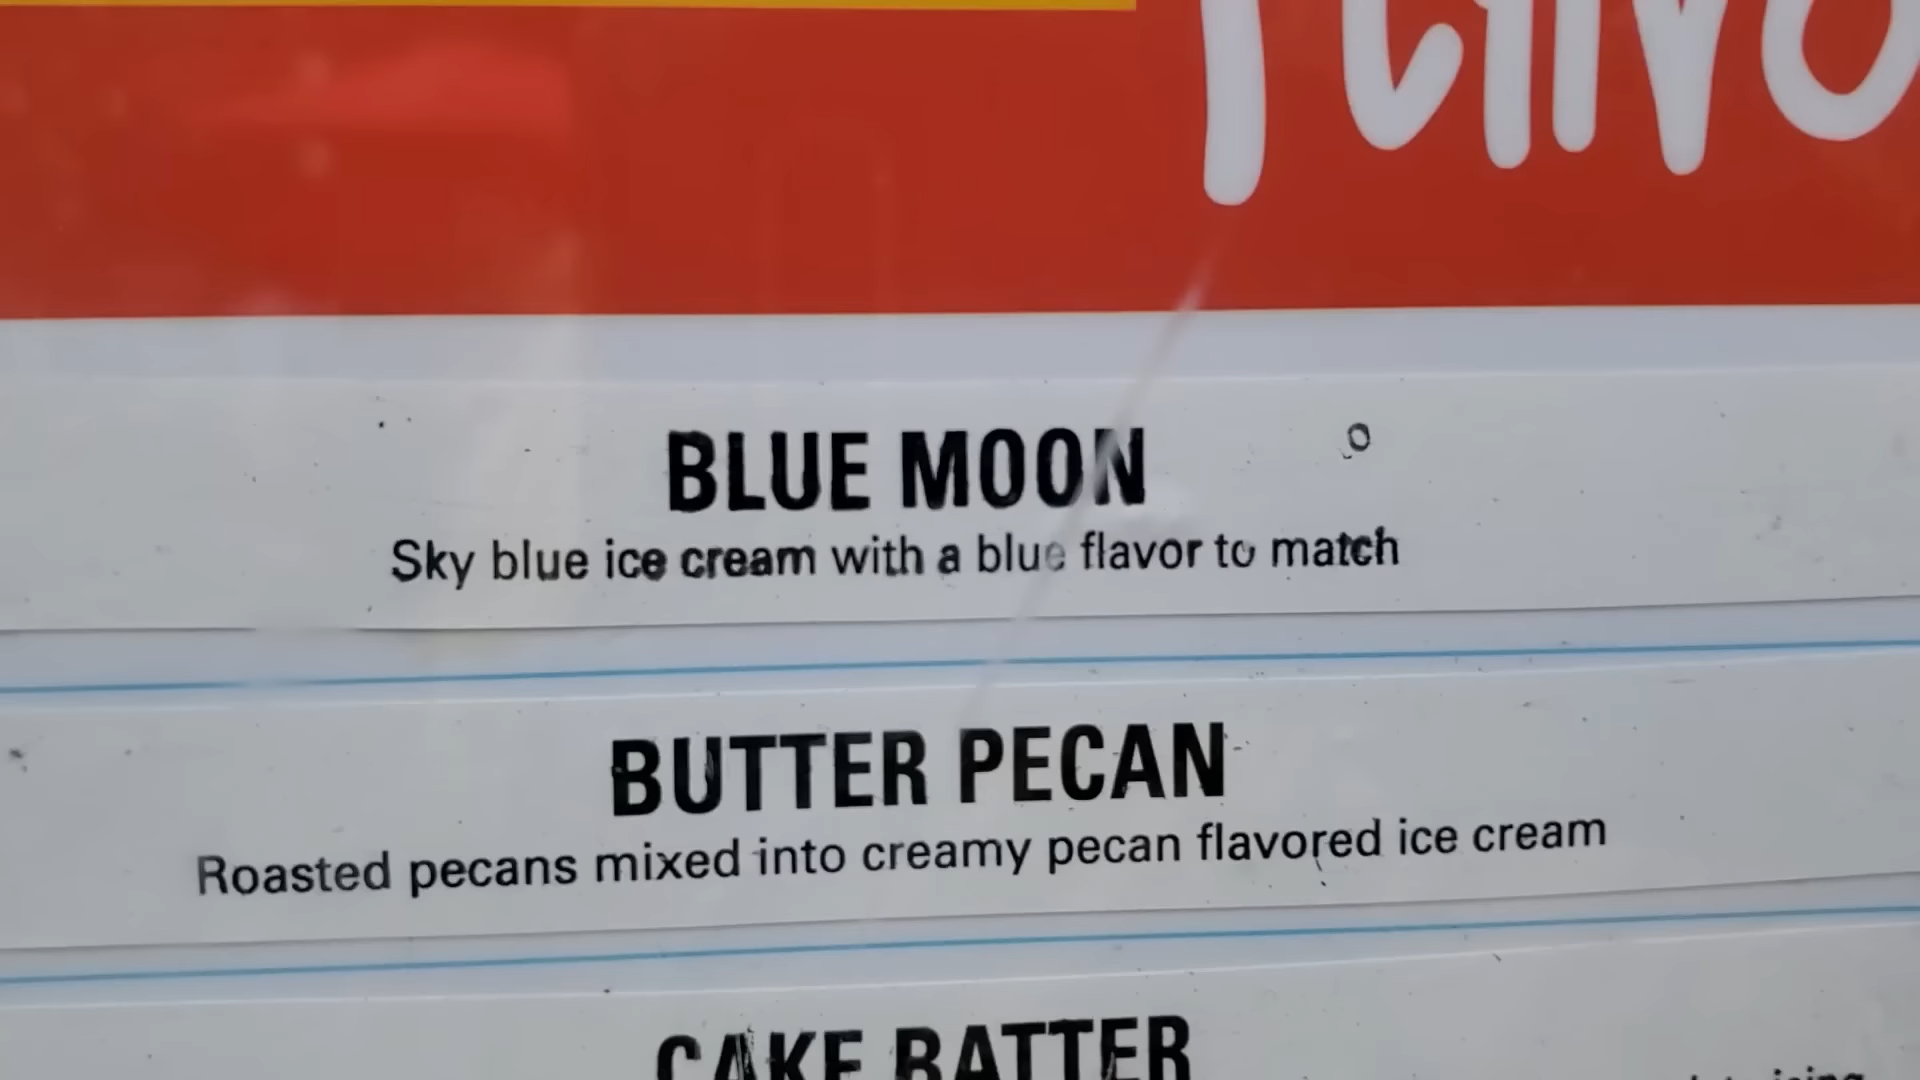 BLUE MOON
Sky blue ice cream with a blue flavor to match
BUTTER PECAN
Roasted pecans mixed into creamy pecan flavored ice cream
CAKE BATTER